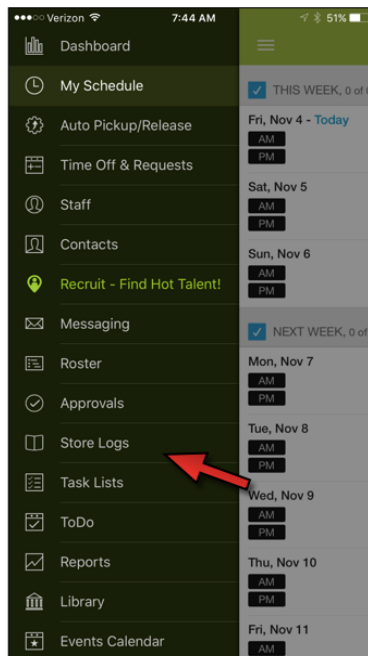 Verizon 7:44 AM 51%
Dashboard
My Schedule
Auto Pickup/Release
Time Off & Requests
Staff
Contacts
Recruit - Find Hot Talent!
Messaging
Roster
Approvals
Store Logs
Task Lists
ToDo
Reports
Library
Events Calendar
THIS WEEK, 0 of
Fri, Nov 4 - Today
AM
PM
Sat, Nov 5
AM
PM
Sun, Nov 6
AM
PM
NEXT WEEK, 0 of
Mon, Nov 7
AM
PM
Tue, Nov 8
AM
PM
Wed, Nov 9
AM
PM
Thu, Nov 10
AM
PM
Fri, Nov 11
AM